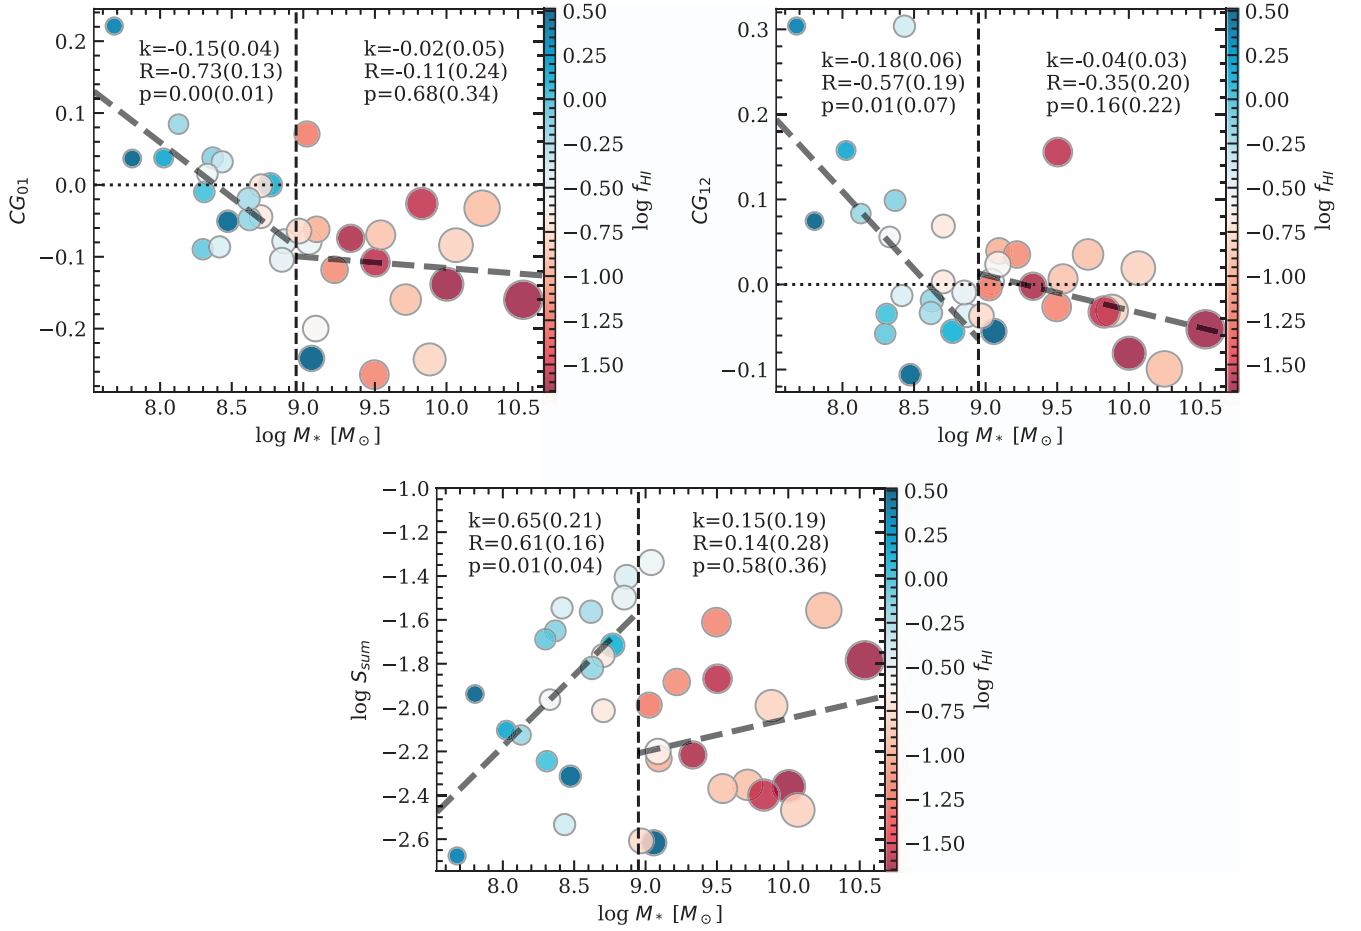 0.2
0.1
0.0
−0.1
−0.2
CG01
k=-0.15(0.04)
R=-0.73(0.13)
p=0.00(0.01)
k=-0.02(0.05)
R=-0.11(0.24)
p=0.68(0.34)
8.0 8.5 9.0 9.5 10.0 10.5
log M* [M⊙]
0.50
0.25
0.00
−0.25
−0.50
−0.75
−1.00
−1.25
−1.50
log fHI
0.3
0.2
0.1
0.0
−0.1
CG12
k=-0.18(0.06)
R=-0.57(0.19)
p=0.01(0.07)
k=-0.04(0.03)
R=-0.35(0.20)
p=0.16(0.22)
8.0 8.5 9.0 9.5 10.0 10.5
log M* [M⊙]
0.50
0.25
0.00
−0.25
−0.50
−0.75
−1.00
−1.25
−1.50
log fHI
−1.0
−1.2
−1.4
−1.6
−1.8
−2.0
−2.2
−2.4
−2.6
log Ssum
k=0.65(0.21)
R=0.61(0.16)
p=0.01(0.04)
k=0.15(0.19)
R=0.14(0.28)
p=0.58(0.36)
8.0 8.5 9.0 9.5 10.0 10.5
log M* [M⊙]
0.50
0.25
0.00
−0.25
−0.50
−0.75
−1.00
−1.25
−1.50
log fHI